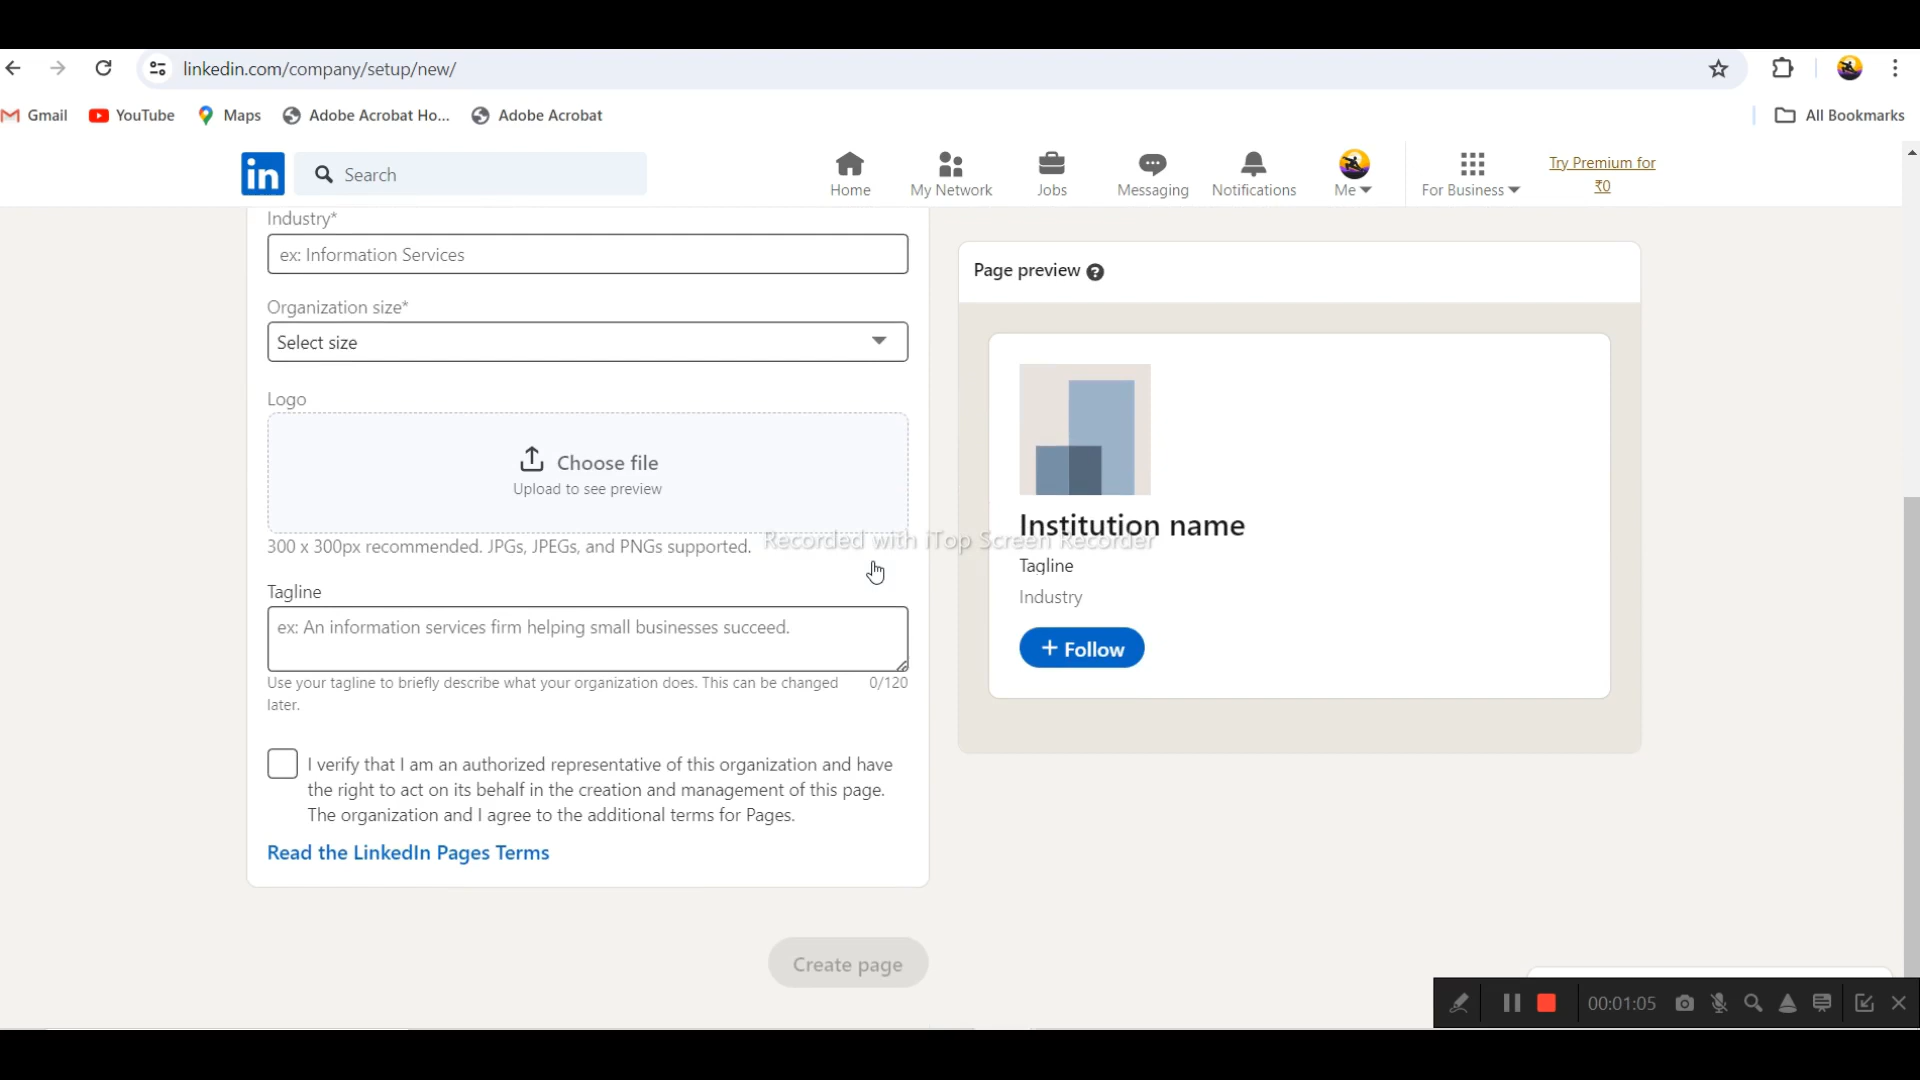 linkedin.com/company/setup/new/
Gmail YouTube Maps Adobe Acrobat Ho... Adobe Acrobat All Bookmarks
in Search Home My Network Jobs Messaging Notifications Me For Business Try Premium for
₹0
Industry*
ex: Information Services
Organization size*
Select size
Logo
Choose file
Upload to see preview
300 x 300px recommended. JPGs, JPEGs, and PNGs supported.
Tagline
ex: An information services firm helping small businesses succeed.
Use your tagline to briefly describe what your organization does. This can be changed 0/120
later.
I verify that I am an authorized representative of this organization and have
the right to act on its behalf in the creation and management of this page.
The organization and I agree to the additional terms for Pages.
Read the LinkedIn Pages Terms
Create page
Page preview ?
Institution name
Tagline
Industry
+ Follow
Recorded with iTop Screen Recorder
00:01:05